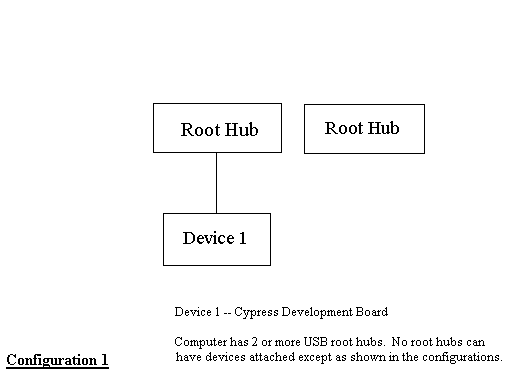 Root Hub
Root Hub
Device 1
Device 1 -- Cypress Development Board
Computer has 2 or more USB root hubs. No root hubs can
have devices attached except as shown in the configurations.
Configuration 1